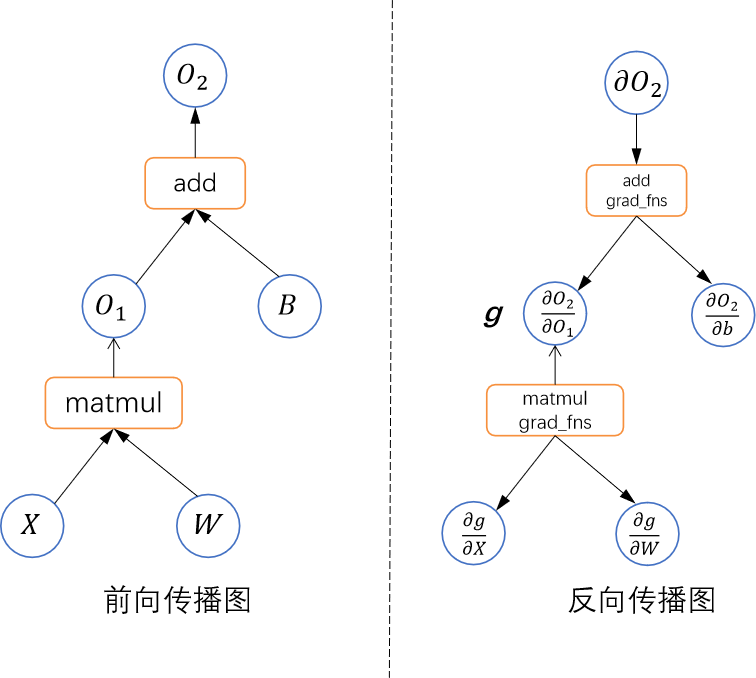 O₂
add
O₁
B
matmul
X
W
前向传播图
∂O₂
add
grad_fns
g
∂O₂
∂O₁
∂O₂
∂b
matmul
grad_fns
∂g
∂X
∂g
∂W
反向传播图